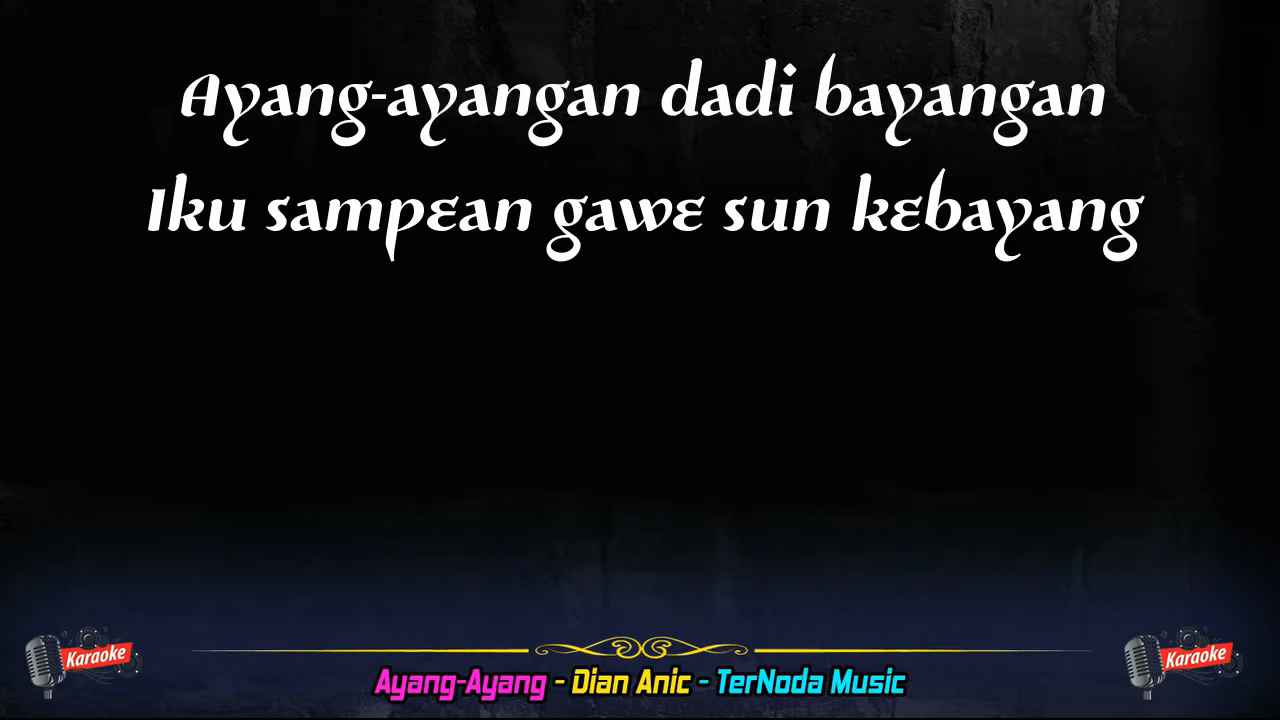 Ayang-ayangan dadi bayangan
Iku sampean gawe sun kebayang
Karaoke
Karaoke
Ayang-Ayang - Dian Anic - TerNoda Music